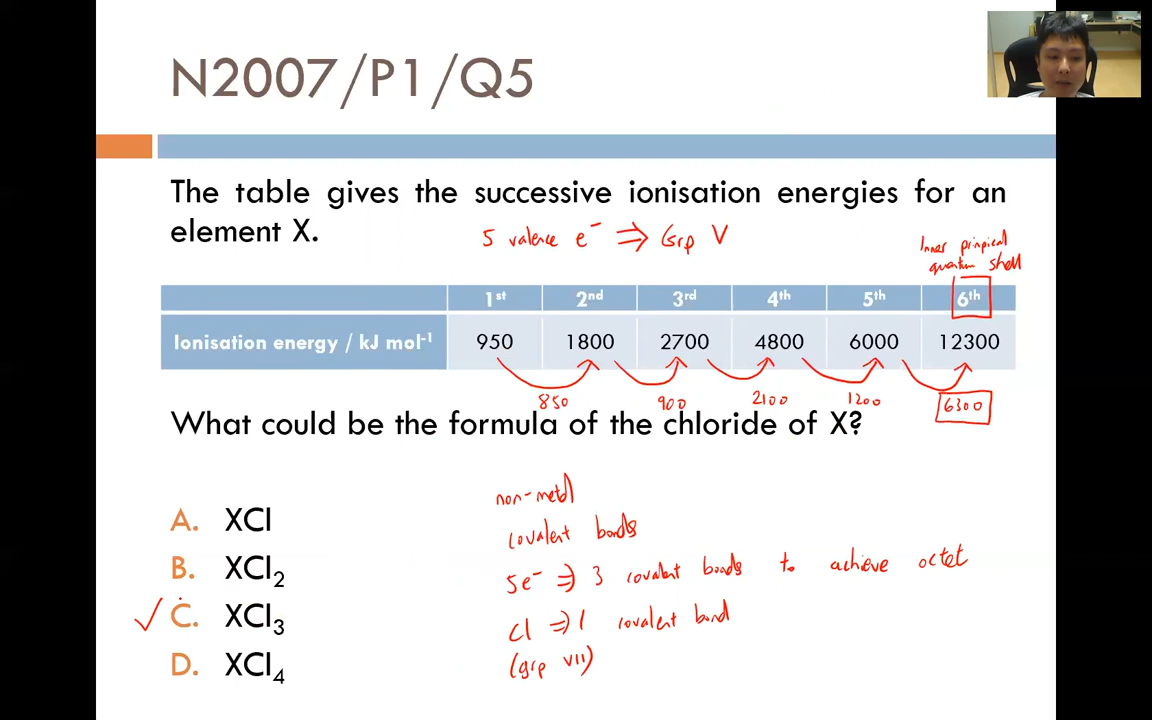 N2007/P1/Q5
The table gives the successive ionisation energies for an
element X.
5 valence e⁻ ⇒ Grp V
Inner prinpical
quantum shell
1st 2nd 3rd 4th 5th 6th
Ionisation energy / kJ mol-1 950 1800 2700 4800 6000 12300
850 900 2100 1200 6300
What could be the formula of the chloride of X?
non-metal
covalent bonds
5e⁻ ⇒ 3 covalent bonds to achieve octet
Cl ⇒ 1 covalent bond
(grp VII)
A. XCl
B. XCl2
✓ C. XCl3
D. XCl4